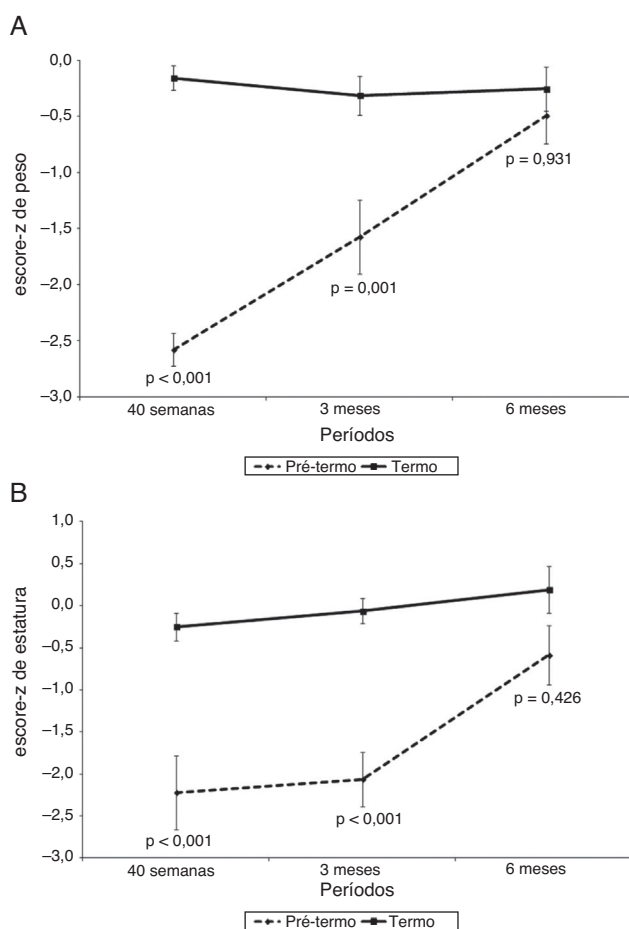 A
0,0
–0,5
–1,0
–1,5
–2,0
–2,5
–3,0
escore-z de peso
p = 0,931
p = 0,001
p < 0,001
40 semanas
3 meses
6 meses
Períodos
Pré-termo Termo
B
1,0
0,5
0,0
–0,5
–1,0
–1,5
–2,0
–2,5
–3,0
escore-z de estatura
p = 0,426
p < 0,001
p < 0,001
40 semanas
3 meses
6 meses
Períodos
Pré-termo Termo